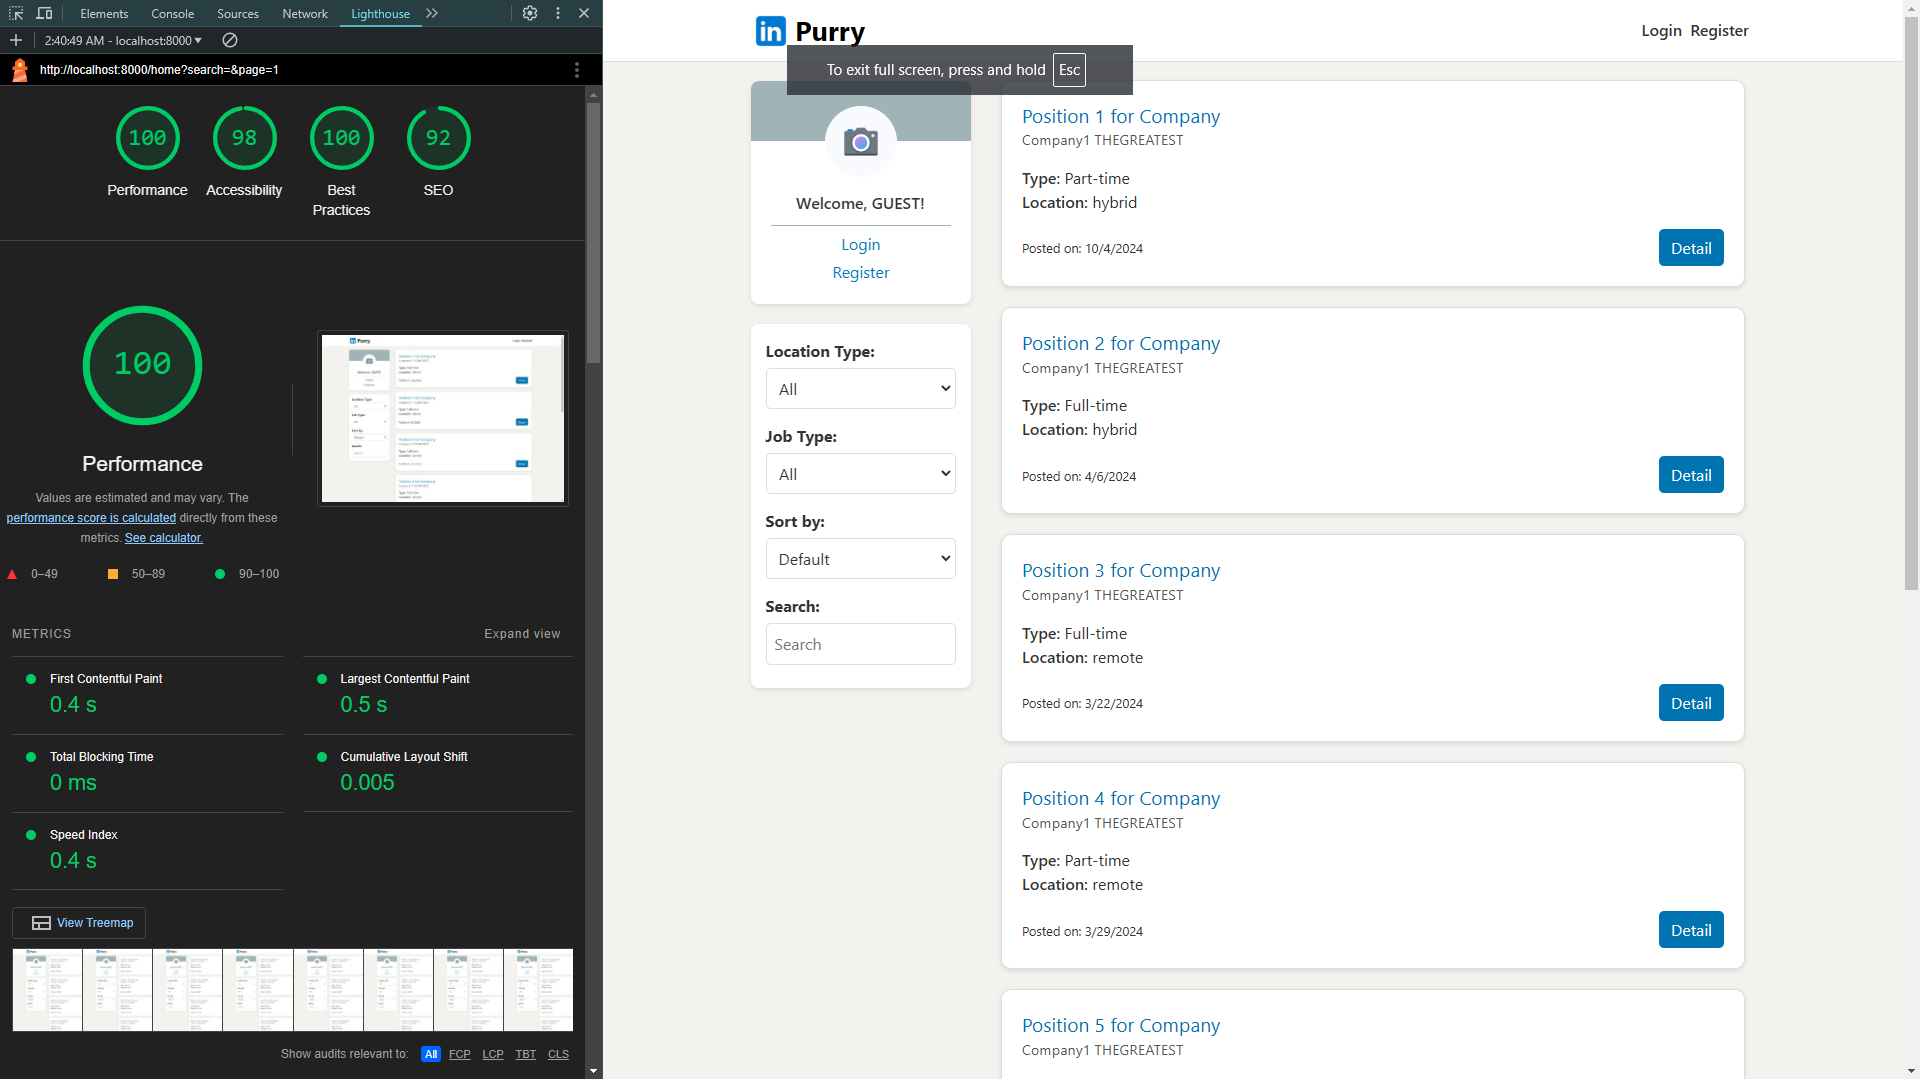 Elements Console Sources Network Lighthouse
2:40:49 AM - localhost:8000
http://localhost:8000/home?search=&page=1
100 98 100 92
Performance Accessibility Best Practices SEO
100
Performance
Values are estimated and may vary. The
performance score is calculated directly from these
metrics. See calculator.
0–49 50–89 90–100
METRICS Expand view
First Contentful Paint
0.4 s
Largest Contentful Paint
0.5 s
Total Blocking Time
0 ms
Cumulative Layout Shift
0.005
Speed Index
0.4 s
View Treemap
Show audits relevant to: All FCP LCP TBT CLS
in Purry
Login Register
To exit full screen, press and hold Esc
Welcome, GUEST!
Login
Register
Location Type:
All
Job Type:
All
Sort by:
Default
Search:
Search
Position 1 for Company
Company1 THEGREATEST
Type: Part-time
Location: hybrid
Posted on: 10/4/2024
Detail
Position 2 for Company
Company1 THEGREATEST
Type: Full-time
Location: hybrid
Posted on: 4/6/2024
Detail
Position 3 for Company
Company1 THEGREATEST
Type: Full-time
Location: remote
Posted on: 3/22/2024
Detail
Position 4 for Company
Company1 THEGREATEST
Type: Part-time
Location: remote
Posted on: 3/29/2024
Detail
Position 5 for Company
Company1 THEGREATEST